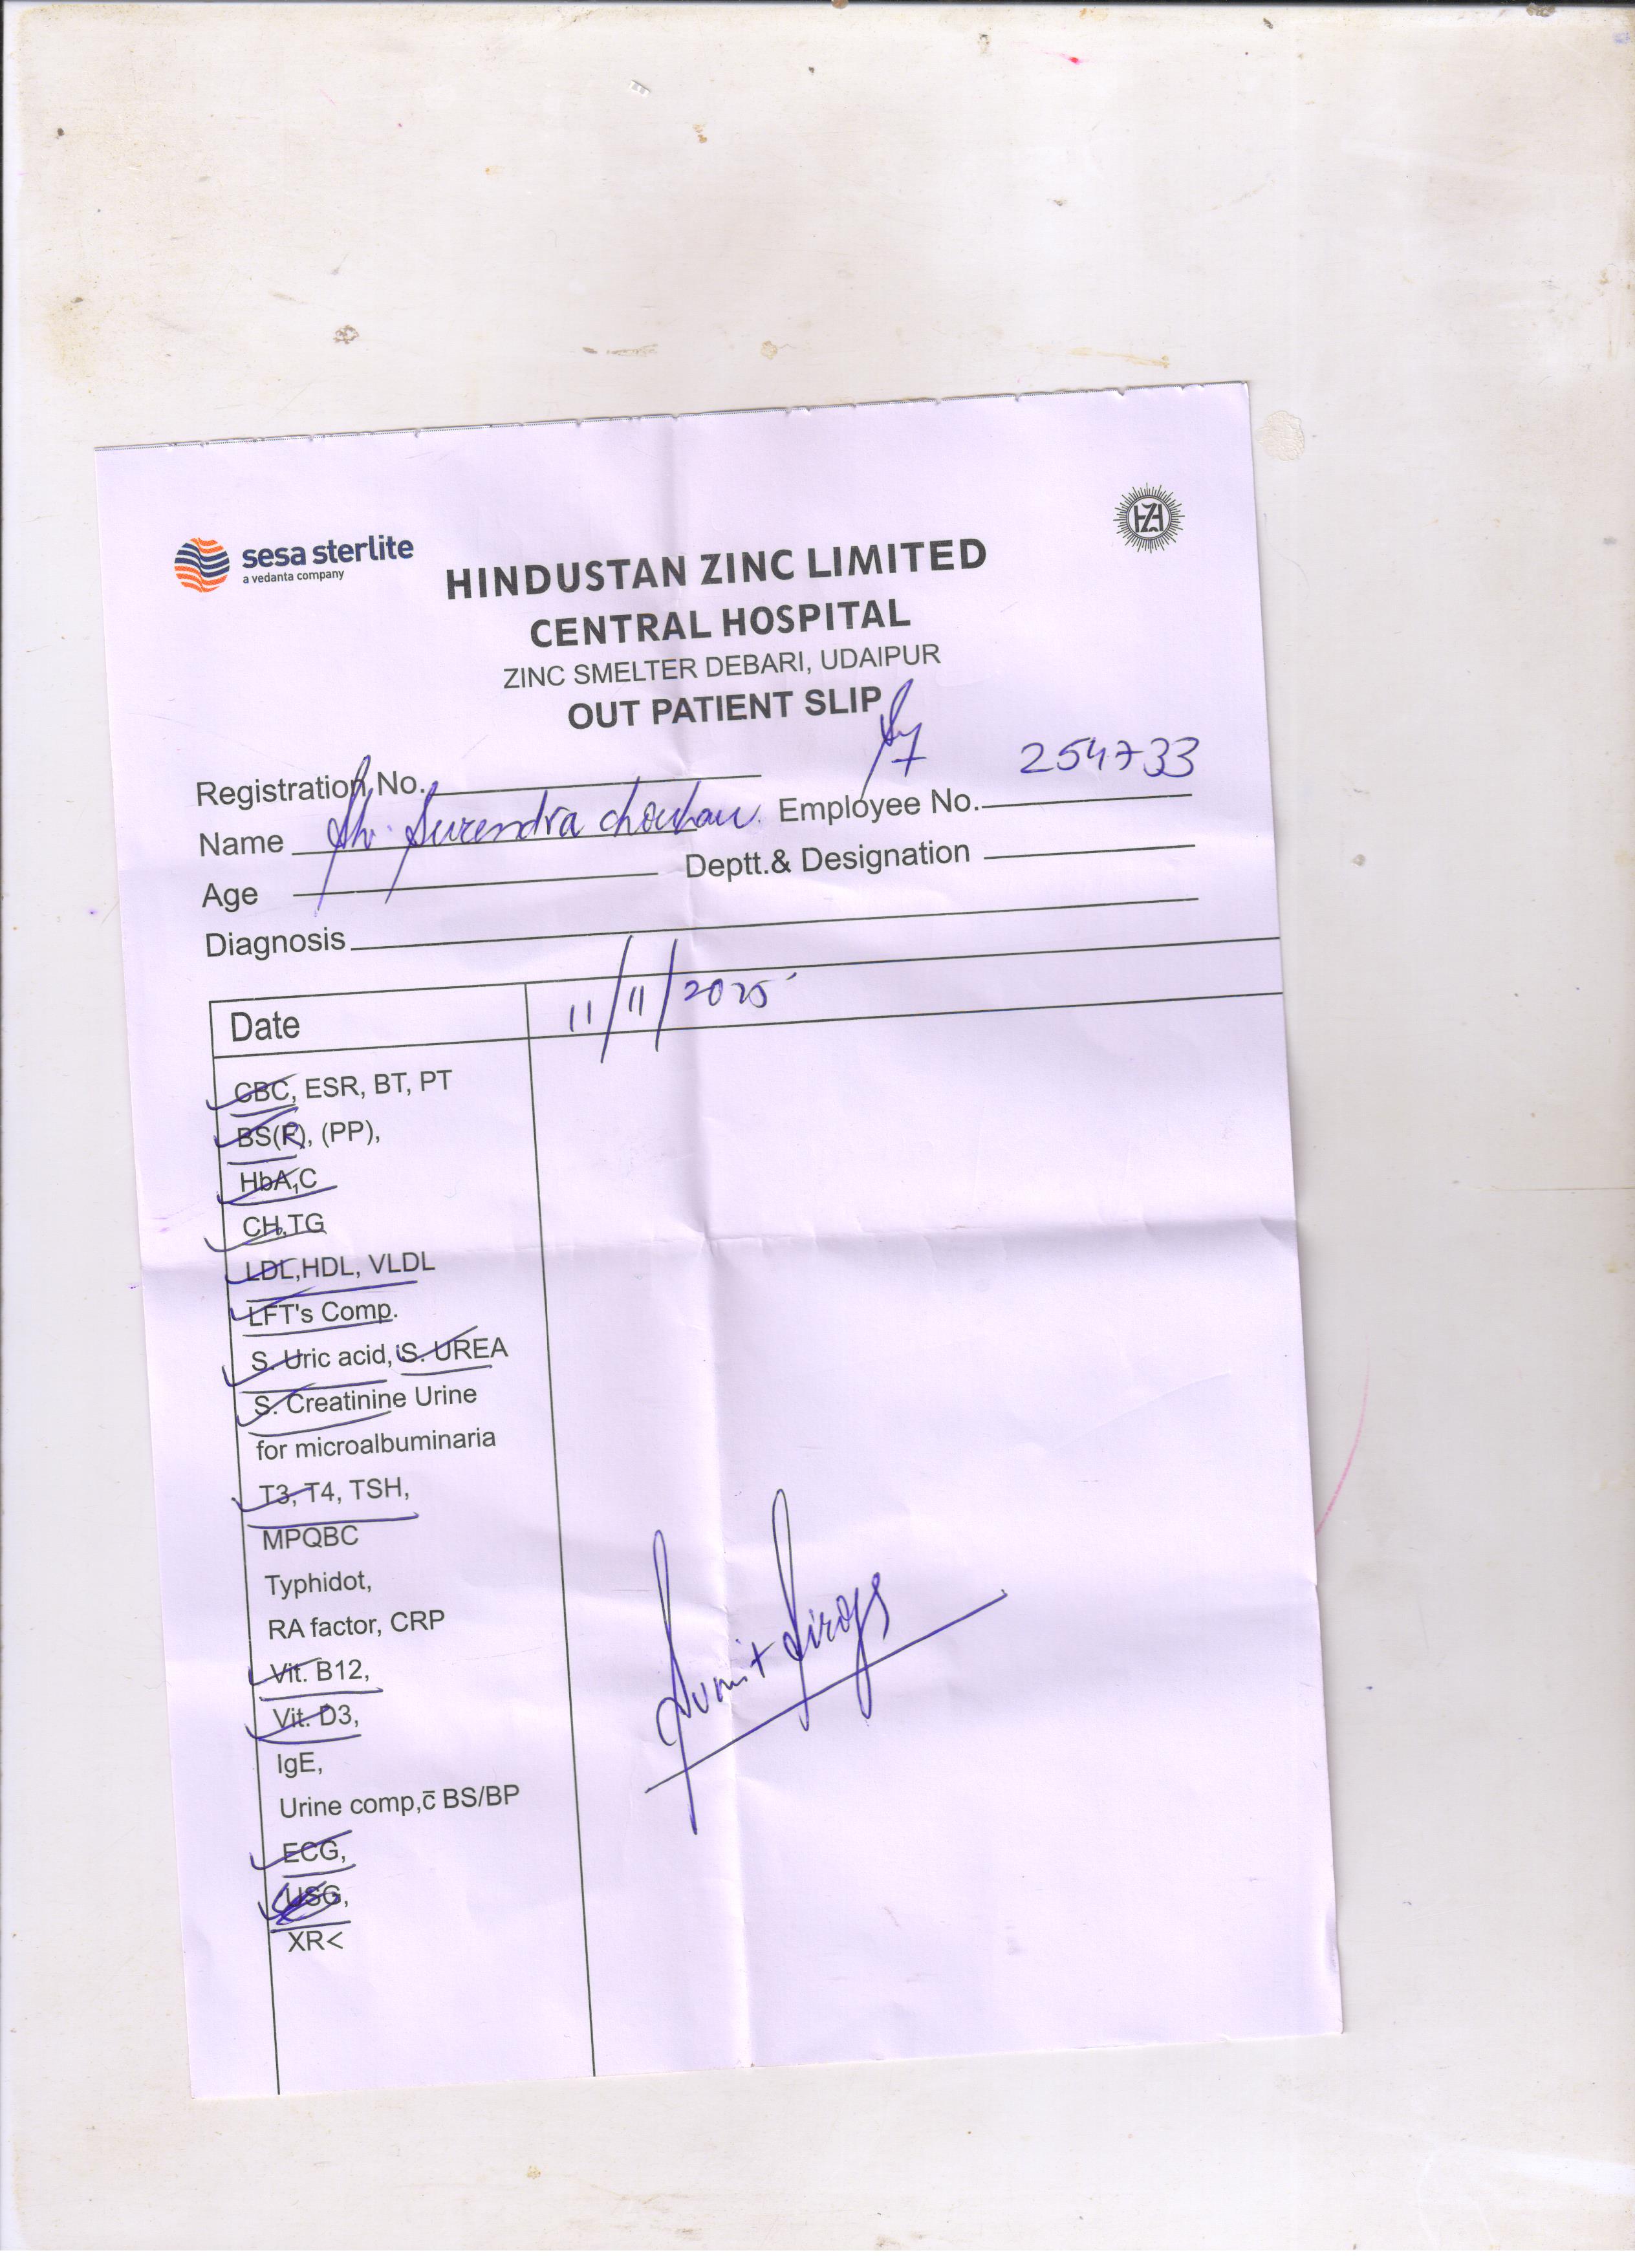 sesa sterlite
a vedanta company
HZL
HINDUSTAN ZINC LIMITED
CENTRAL HOSPITAL
ZINC SMELTER DEBARI, UDAIPUR
OUT PATIENT SLIP
Registration No.
Name Sh. Surendra Chouhan. Employee No. 254733
Age Deptt.& Designation
Diagnosis
Date 11/11/2025
CBC, ESR, BT, PT
BS(F), (PP),
HbA,C
CH,TG
LDL,HDL, VLDL
LFT's Comp.
S. Uric acid, S. UREA
S. Creatinine Urine
for microalbuminaria
T3, T4, TSH,
MPQBC
Typhidot,
RA factor, CRP
Vit. B12,
Vit. D3,
IgE,
Urine comp,c̄ BS/BP
ECG,
USG,
XR<
Sumit